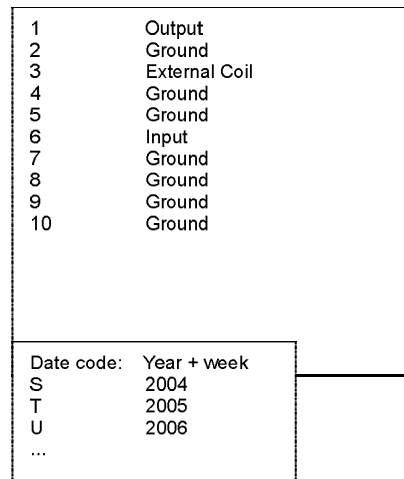 1 Output
2 Ground
3 External Coil
4 Ground
5 Ground
6 Input
7 Ground
8 Ground
9 Ground
10 Ground
Date code: Year + week
S 2004
T 2005
U 2006
...